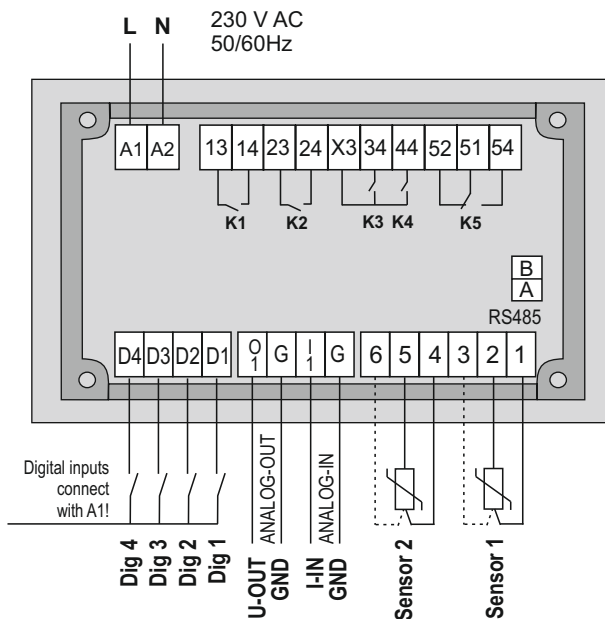 L N 230 V AC
50/60Hz
A1 A2 13 14 23 24 X3 34 44 52 51 54
K1 K2 K3 K4 K5
B
A
RS485
D4 D3 D2 D1 O1 G I1 G 6 5 4 3 2 1
Digital inputs
connect
with A1!
Dig 4
Dig 3
Dig 2
Dig 1
U-OUT
ANALOG-OUT
GND
I-IN
ANALOG-IN
GND
Sensor 2
Sensor 1